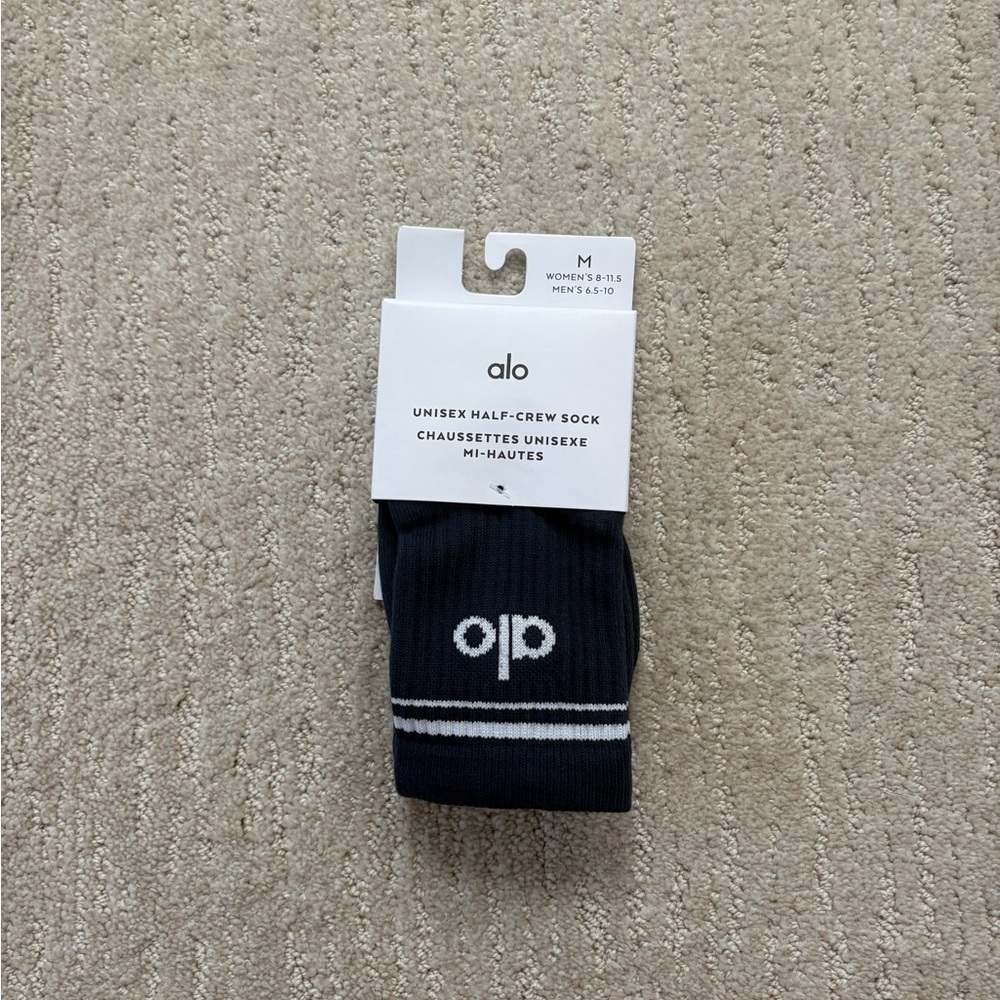 M
WOMEN'S 8-11.5
MEN'S 6.5-10
alo
UNISEX HALF-CREW SOCK
CHAUSSETTES UNISEXE
MI-HAUTES
alo